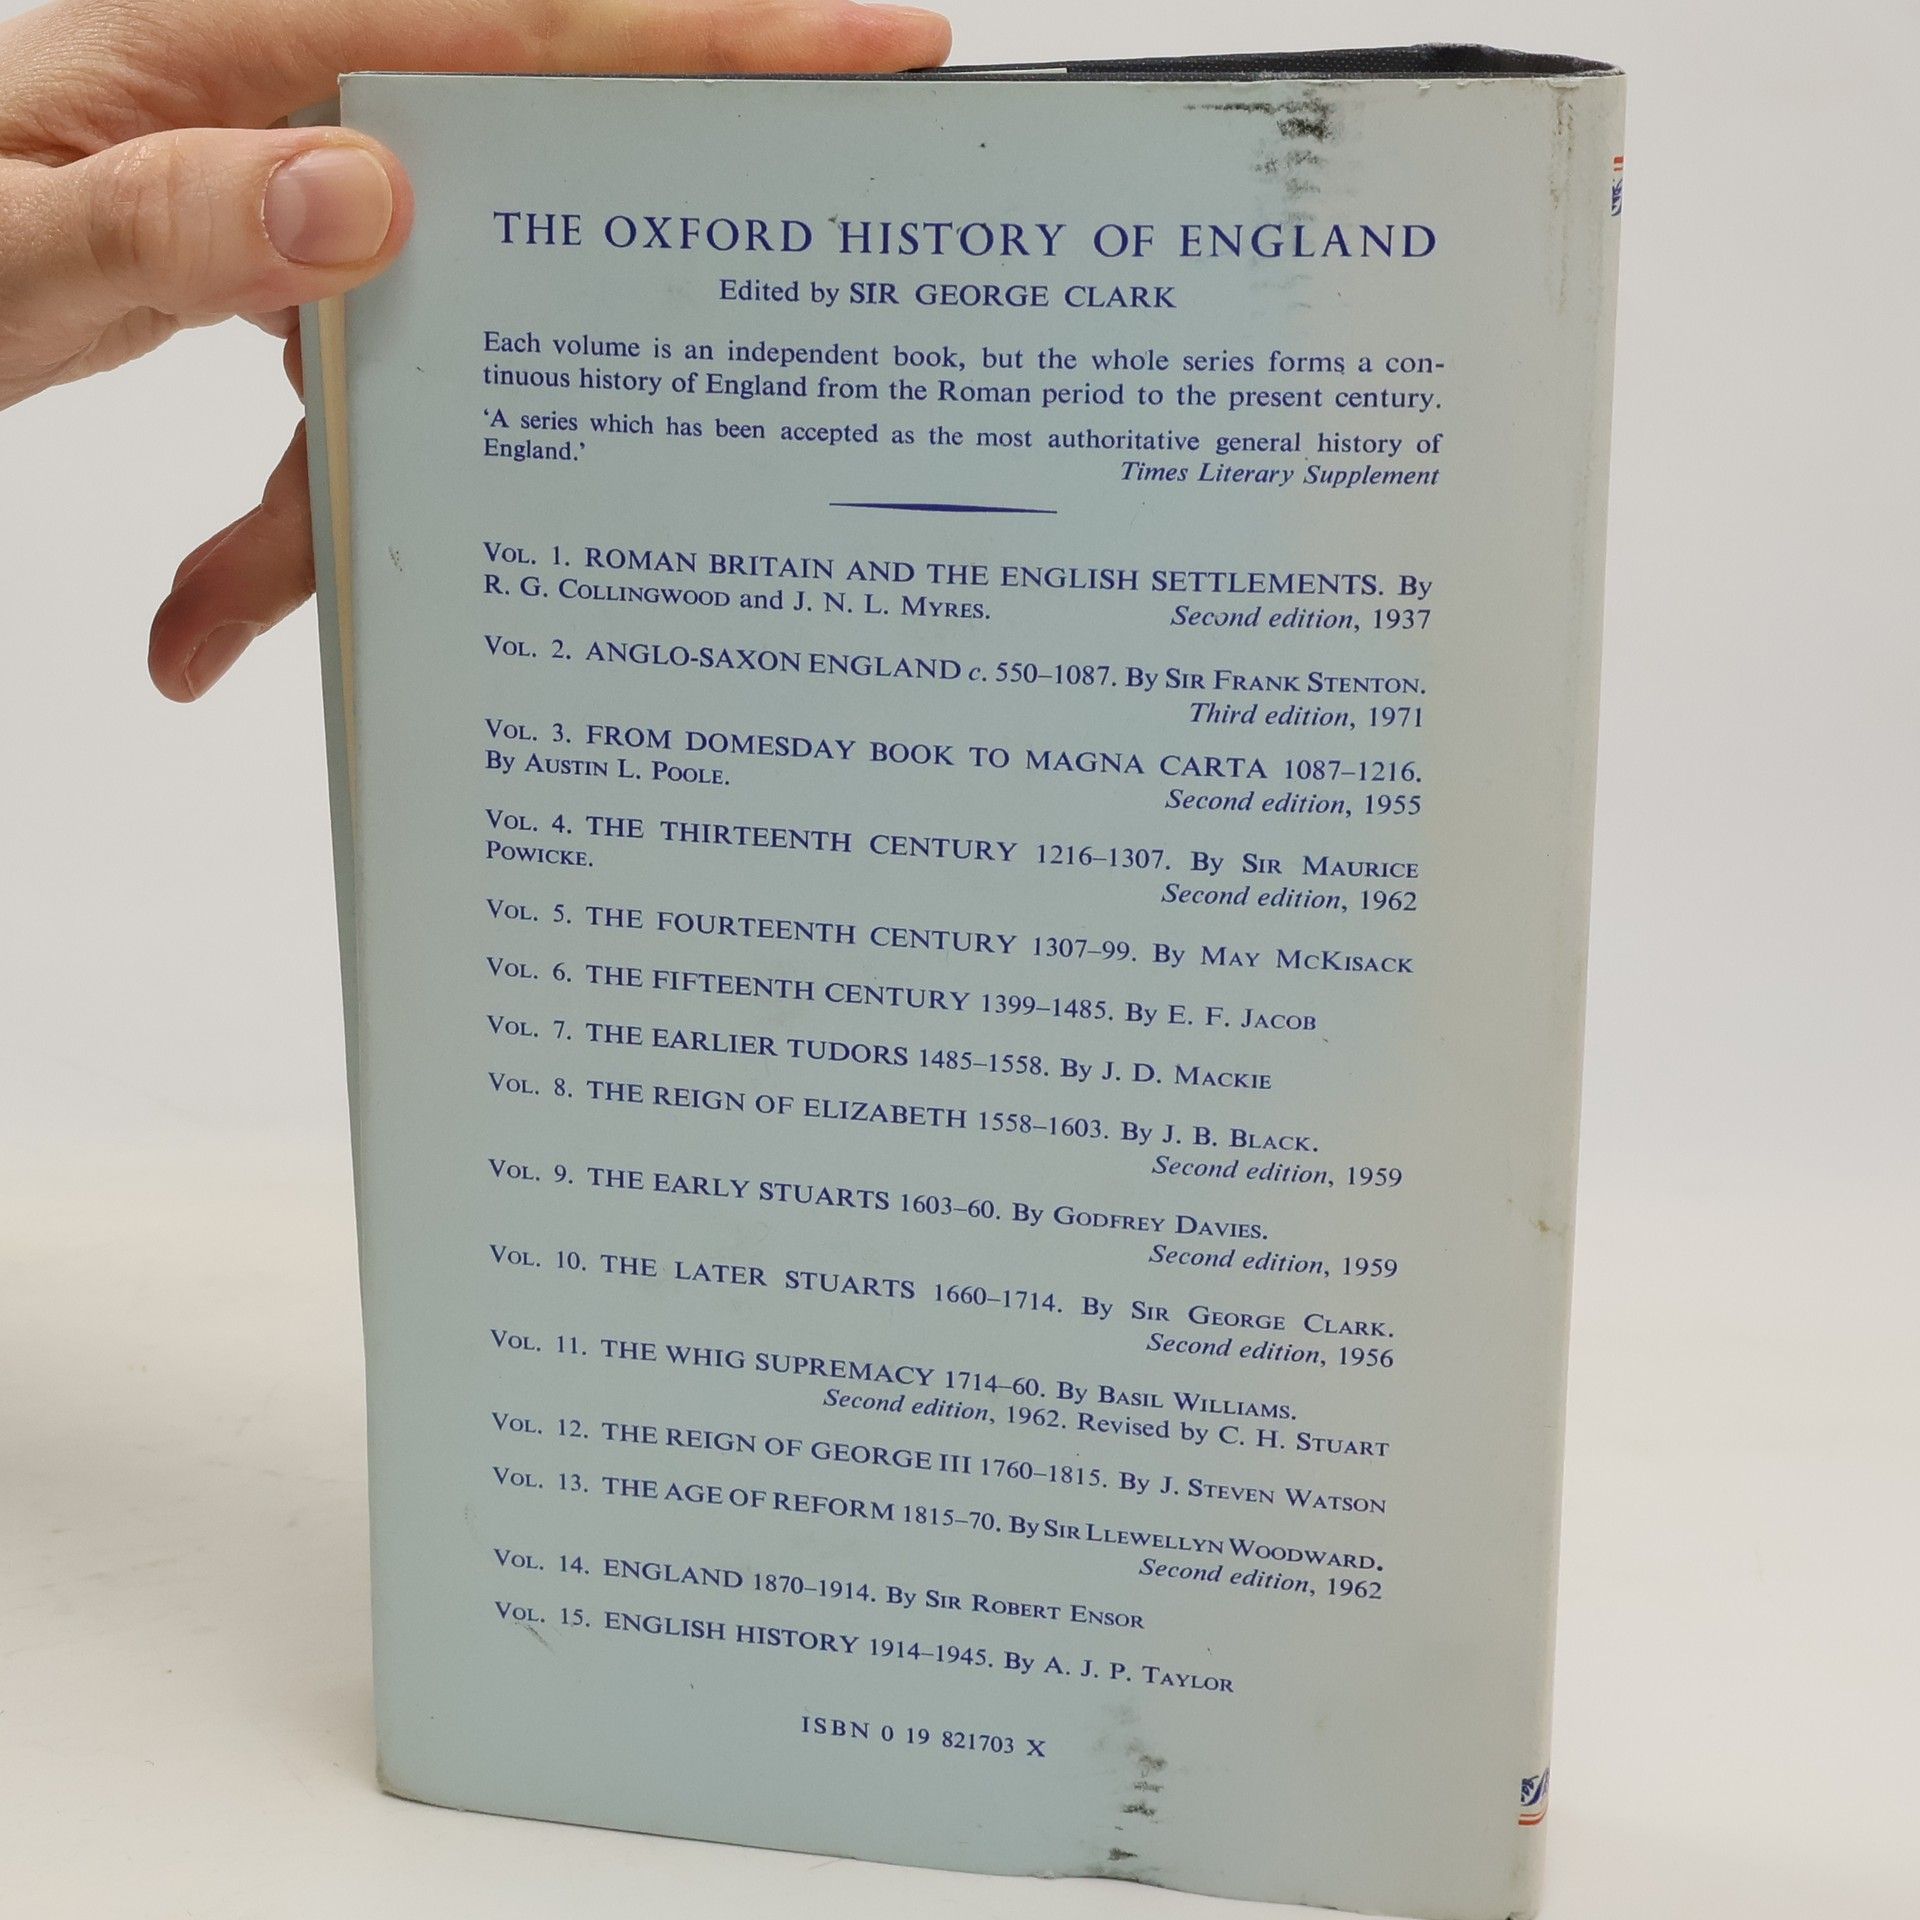 THE OXFORD HISTORY OF ENGLAND
Edited by SIR GEORGE CLARK
Each volume is an independent book, but the whole series forms a con-
tinuous history of England from the Roman period to the present century.
‘A series which has been accepted as the most authoritative general history of
England.’
Times Literary Supplement
VOL. 1. ROMAN BRITAIN AND THE ENGLISH SETTLEMENTS. By
R. G. COLLINGWOOD and J. N. L. MYRES.
Second edition, 1937
VOL. 2. ANGLO-SAXON ENGLAND c. 550–1087. By SIR FRANK STENTON.
Third edition, 1971
VOL. 3. FROM DOMESDAY BOOK TO MAGNA CARTA 1087–1216.
By AUSTIN L. POOLE.
Second edition, 1955
VOL. 4. THE THIRTEENTH CENTURY 1216–1307. By SIR MAURICE
POWICKE.
Second edition, 1962
VOL. 5. THE FOURTEENTH CENTURY 1307–99. By MAY MCKISACK
VOL. 6. THE FIFTEENTH CENTURY 1399–1485. By E. F. JACOB
VOL. 7. THE EARLIER TUDORS 1485–1558. By J. D. MACKIE
VOL. 8. THE REIGN OF ELIZABETH 1558–1603. By J. B. BLACK.
Second edition, 1959
VOL. 9. THE EARLY STUARTS 1603–60. By GODFREY DAVIES.
Second edition, 1959
VOL. 10. THE LATER STUARTS 1660–1714. By SIR GEORGE CLARK.
Second edition, 1956
VOL. 11. THE WHIG SUPREMACY 1714–60. By BASIL WILLIAMS.
Second edition, 1962. Revised by C. H. STUART
VOL. 12. THE REIGN OF GEORGE III 1760–1815. By J. STEVEN WATSON
VOL. 13. THE AGE OF REFORM 1815–70. By SIR LLEWELLYN WOODWARD.
Second edition, 1962
VOL. 14. ENGLAND 1870–1914. By SIR ROBERT ENSOR
VOL. 15. ENGLISH HISTORY 1914–1945. By A. J. P. TAYLOR
ISBN 0 19 821703 X